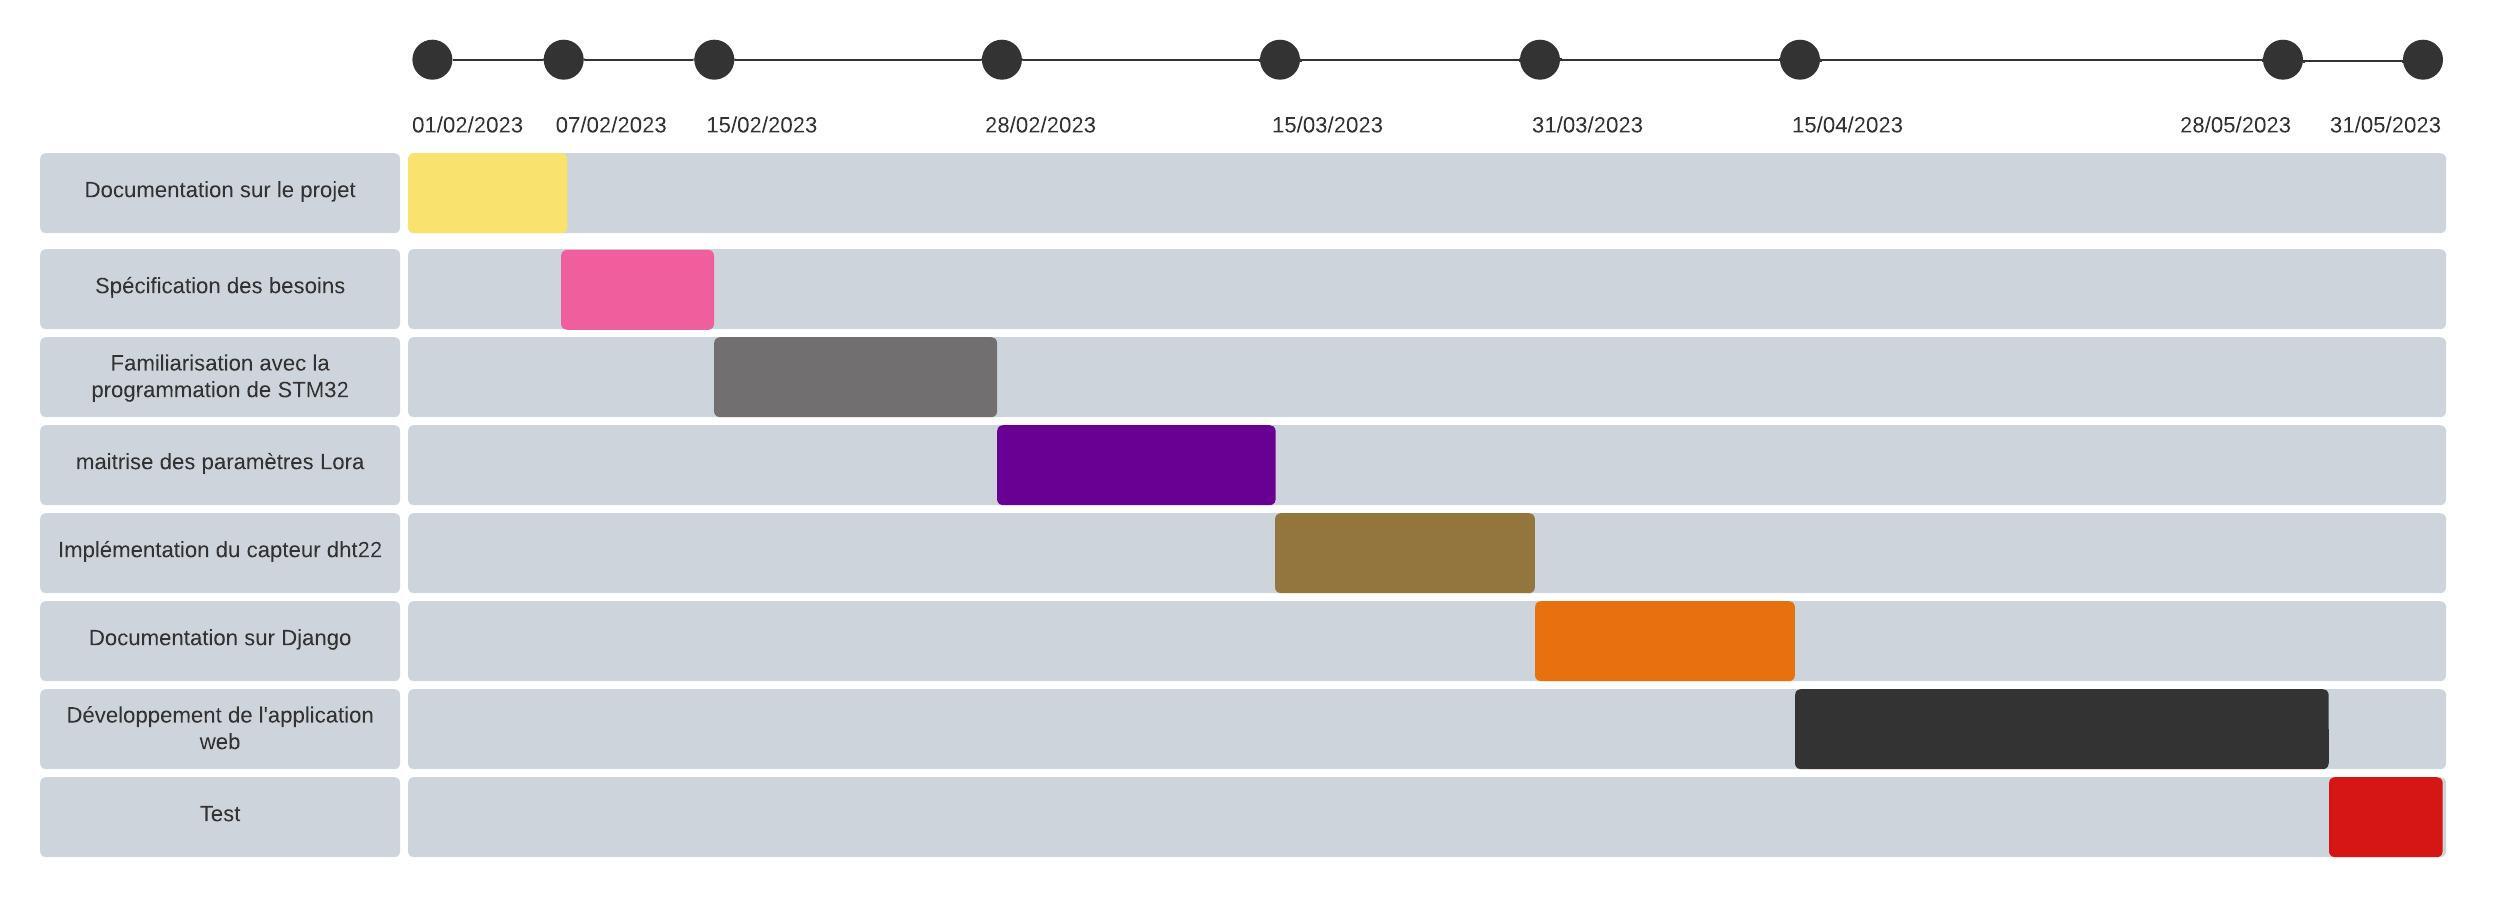 01/02/2023 07/02/2023 15/02/2023 28/02/2023 15/03/2023 31/03/2023 15/04/2023 28/05/2023 31/05/2023
Documentation sur le projet
Spécification des besoins
Familiarisation avec la
programmation de STM32
maitrise des paramètres Lora
Implémentation du capteur dht22
Documentation sur Django
Développement de l'application
web
Test